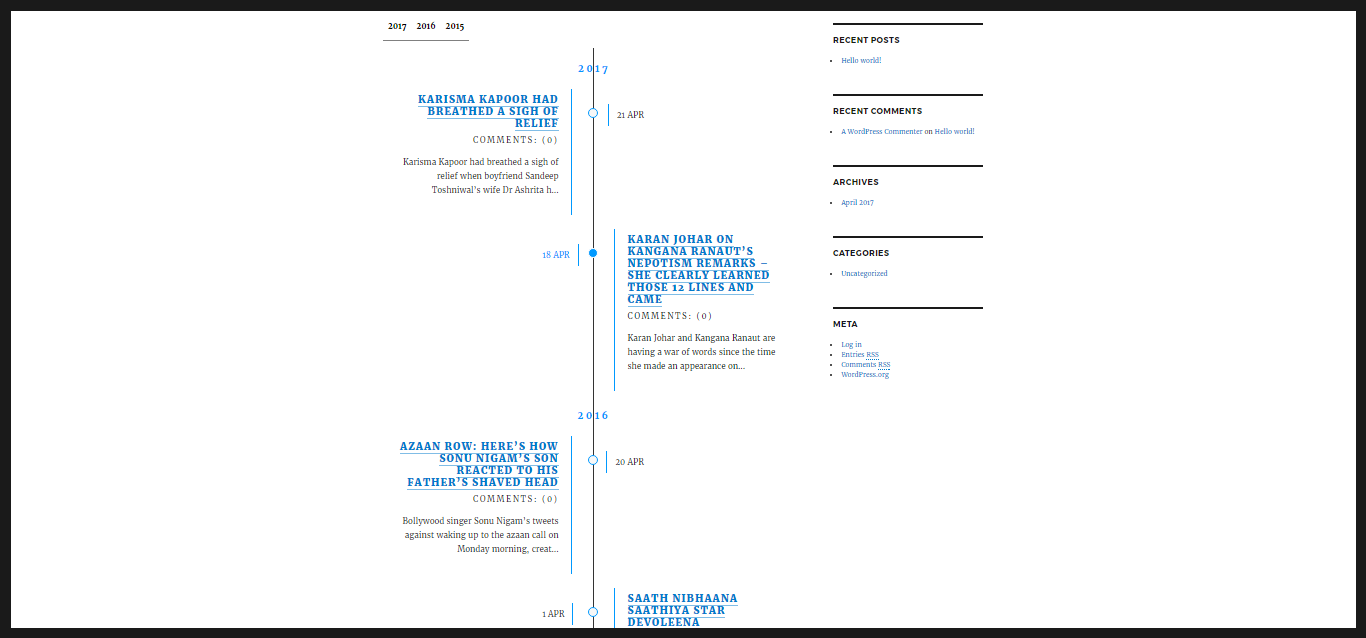 2017 2016 2015
2017
KARISMA KAPOOR HAD
BREATHED A SIGH OF
RELIEF
COMMENTS: (0)
Karisma Kapoor had breathed a sigh of
relief when boyfriend Sandeep
Toshniwal's wife Dr Ashrita h...
21 APR
18 APR
KARAN JOHAR ON
KANGANA RANAUT'S
NEPOTISM REMARKS –
SHE CLEARLY LEARNED
THOSE 12 LINES AND
CAME
COMMENTS: (0)
Karan Johar and Kangana Ranaut are
having a war of words since the time
she made an appearance on...
2016
AZAAN ROW: HERE'S HOW
SONU NIGAM'S SON
REACTED TO HIS
FATHER'S SHAVED HEAD
COMMENTS: (0)
Bollywood singer Sonu Nigam's tweets
against waking up to the azaan call on
Monday morning, creat...
20 APR
1 APR
SAATH NIBHAANA
SAATHIYA STAR
DEVOLEENA
RECENT POSTS
Hello world!
RECENT COMMENTS
A WordPress Commenter on Hello world!
ARCHIVES
April 2017
CATEGORIES
Uncategorized
META
Log in
Entries RSS
Comments RSS
WordPress.org